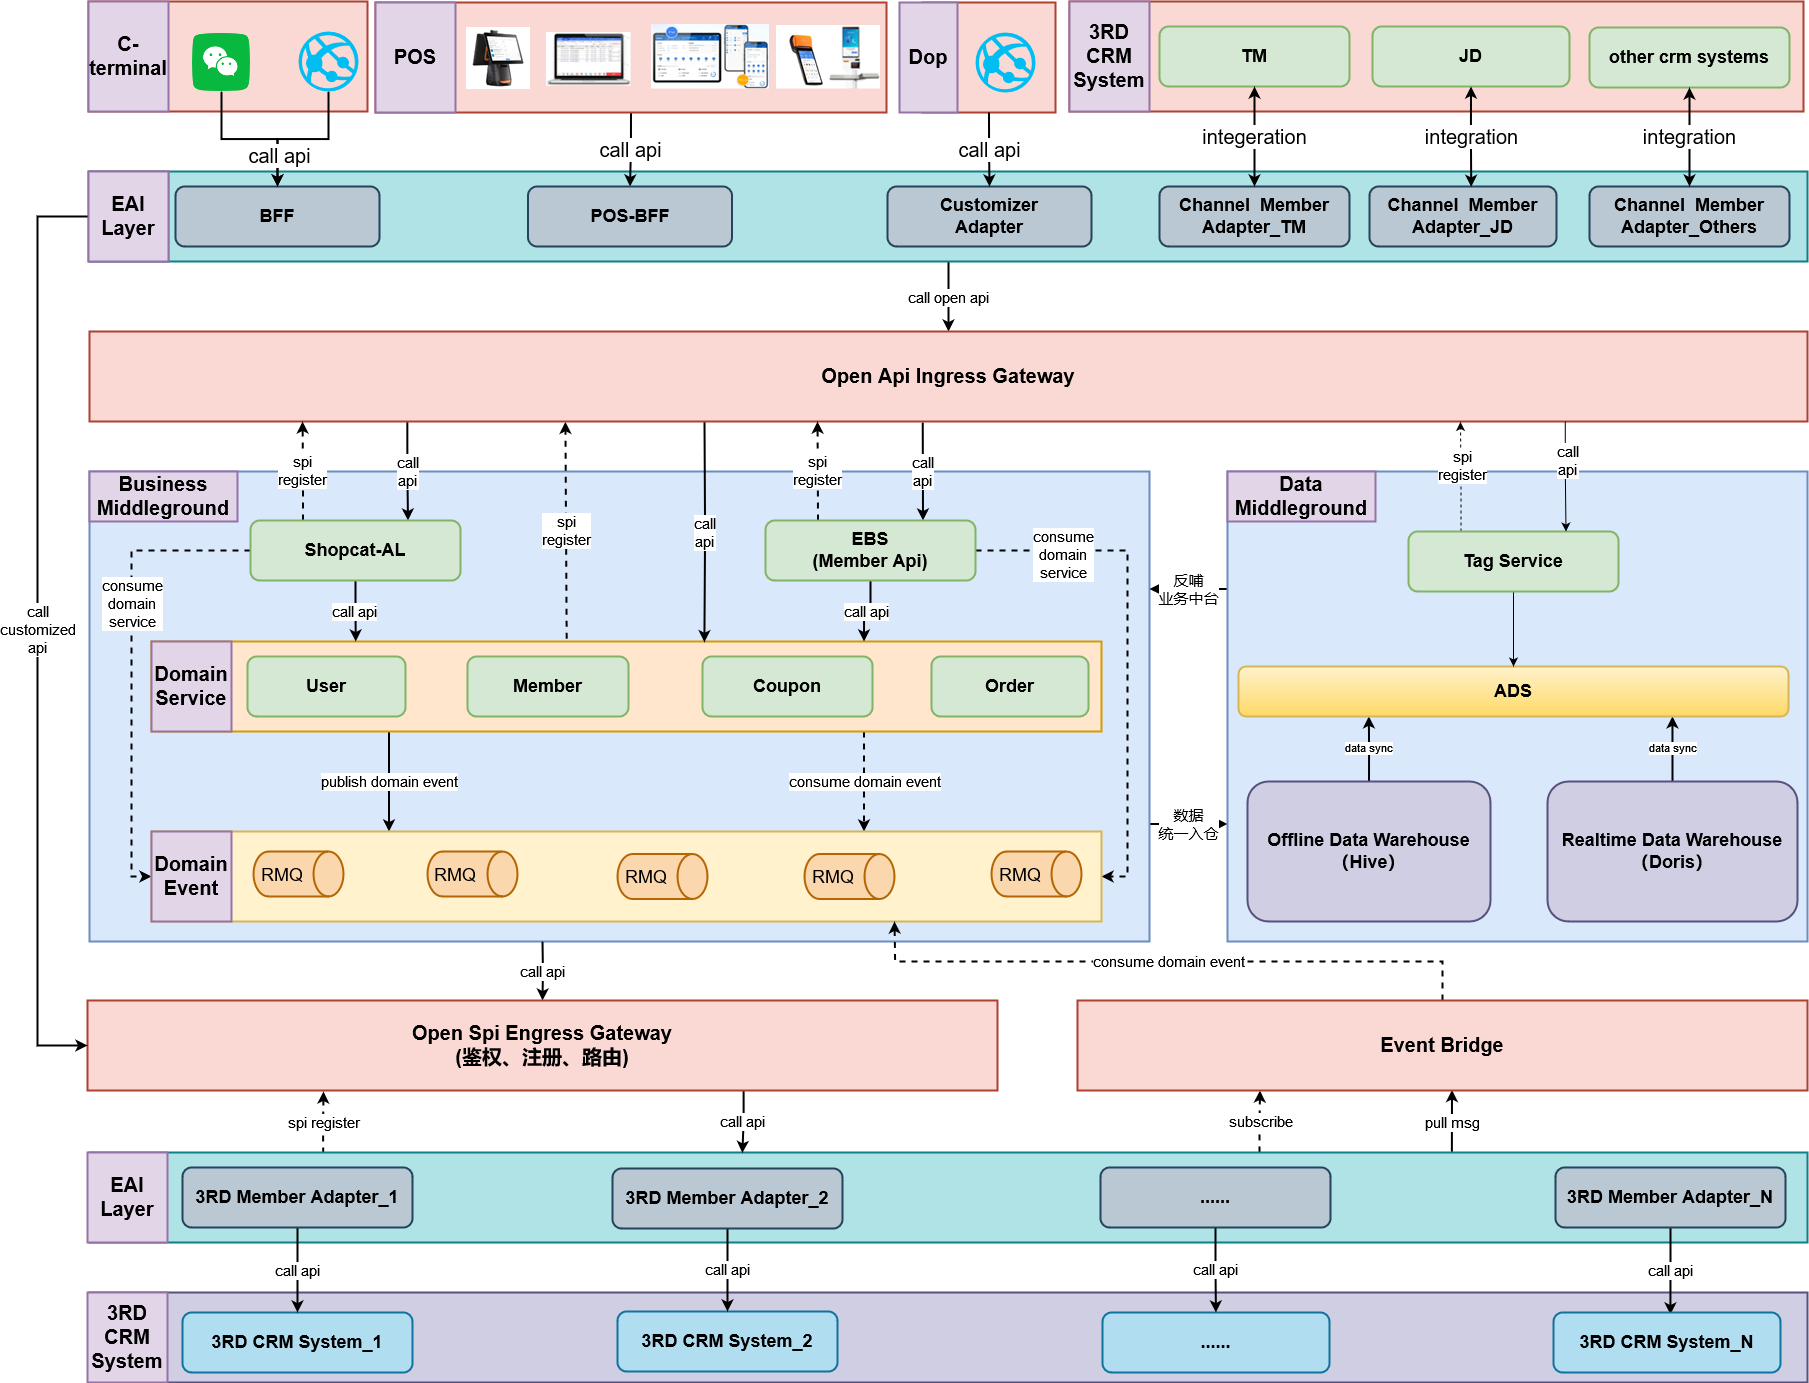 C-
terminal
POS
Dop
3RD
CRM
System
TM
JD
other crm systems
call api
call api
call api
integeration
integration
integration
EAI
Layer
BFF
POS-BFF
Customizer
Adapter
Channel Member
Adapter_TM
Channel Member
Adapter_JD
Channel Member
Adapter_Others
call open api
Open Api Ingress Gateway
spi
register
call
api
spi
register
call
api
spi
register
call
api
spi
register
call
api
Business
Middleground
Data
Middleground
Shopcat-AL
EBS
(Member Api)
Tag Service
consume
domain
service
consume
domain
service
call
customized
api
call api
call api
反哺
业务中台
Domain
Service
User
Member
Coupon
Order
ADS
publish domain event
consume domain event
data sync
data sync
数据
统一入仓
Domain
Event
RMQ
RMQ
RMQ
RMQ
RMQ
Offline Data Warehouse
(Hive)
Realtime Data Warehouse
(Doris)
call api
consume domain event
Open Spi Engress Gateway
(鉴权、注册、路由)
Event Bridge
spi register
call api
subscribe
pull msg
EAI
Layer
3RD Member Adapter_1
3RD Member Adapter_2
......
3RD Member Adapter_N
call api
call api
call api
call api
3RD
CRM
System
3RD CRM System_1
3RD CRM System_2
......
3RD CRM System_N